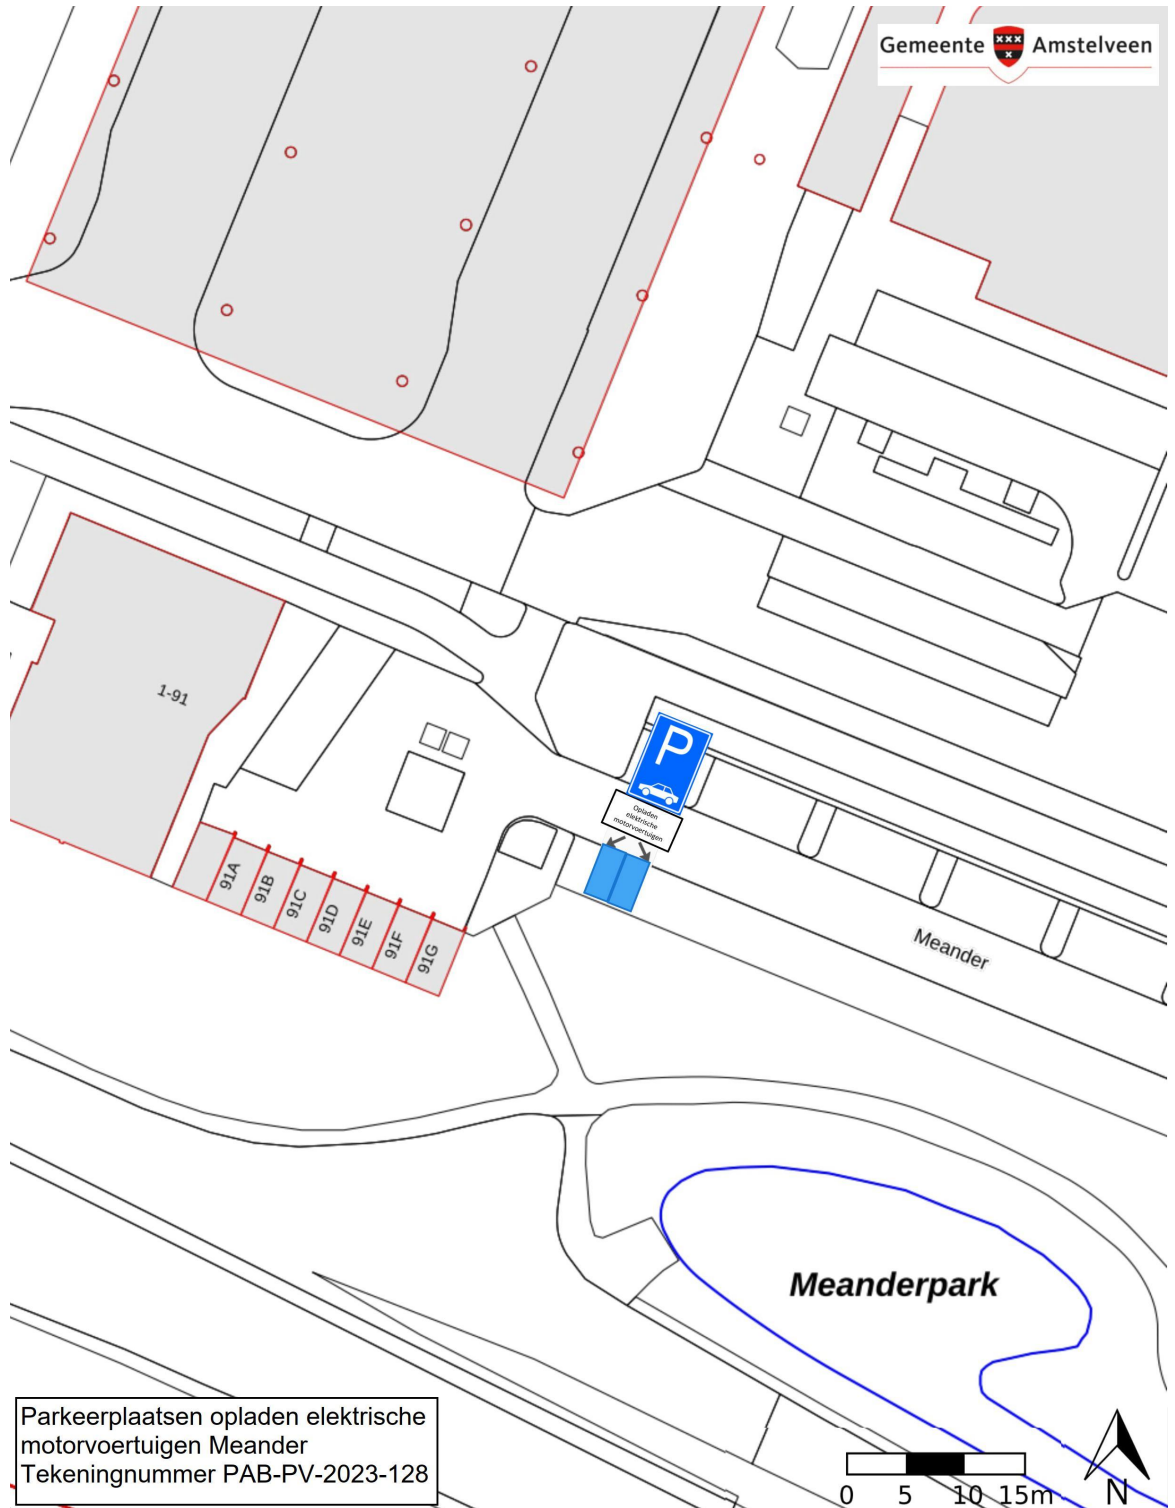 Gemeente Amstelveen
1-91
P
Opladen
elektrische
motorvoertuigen
91A
91B
91C
91D
91E
91F
91G
Meander
Meanderpark
Parkeerplaatsen opladen elektrische
motorvoertuigen Meander
Tekeningnummer PAB-PV-2023-128
0 5 10 15m
N